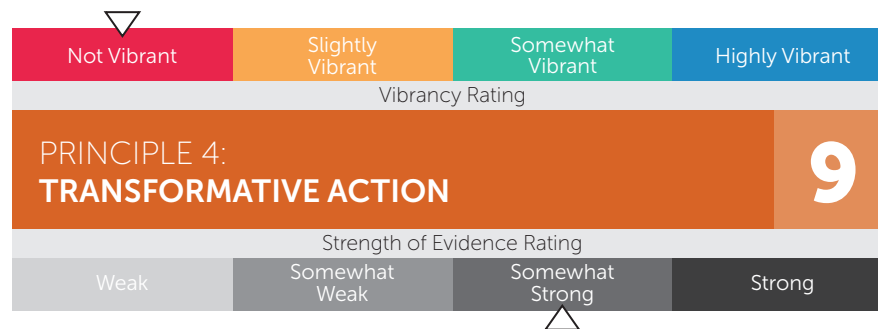 Not Vibrant
Slightly
Vibrant
Somewhat
Vibrant
Highly Vibrant
Vibrancy Rating
PRINCIPLE 4:
TRANSFORMATIVE ACTION
9
Strength of Evidence Rating
Weak
Somewhat
Weak
Somewhat
Strong
Strong